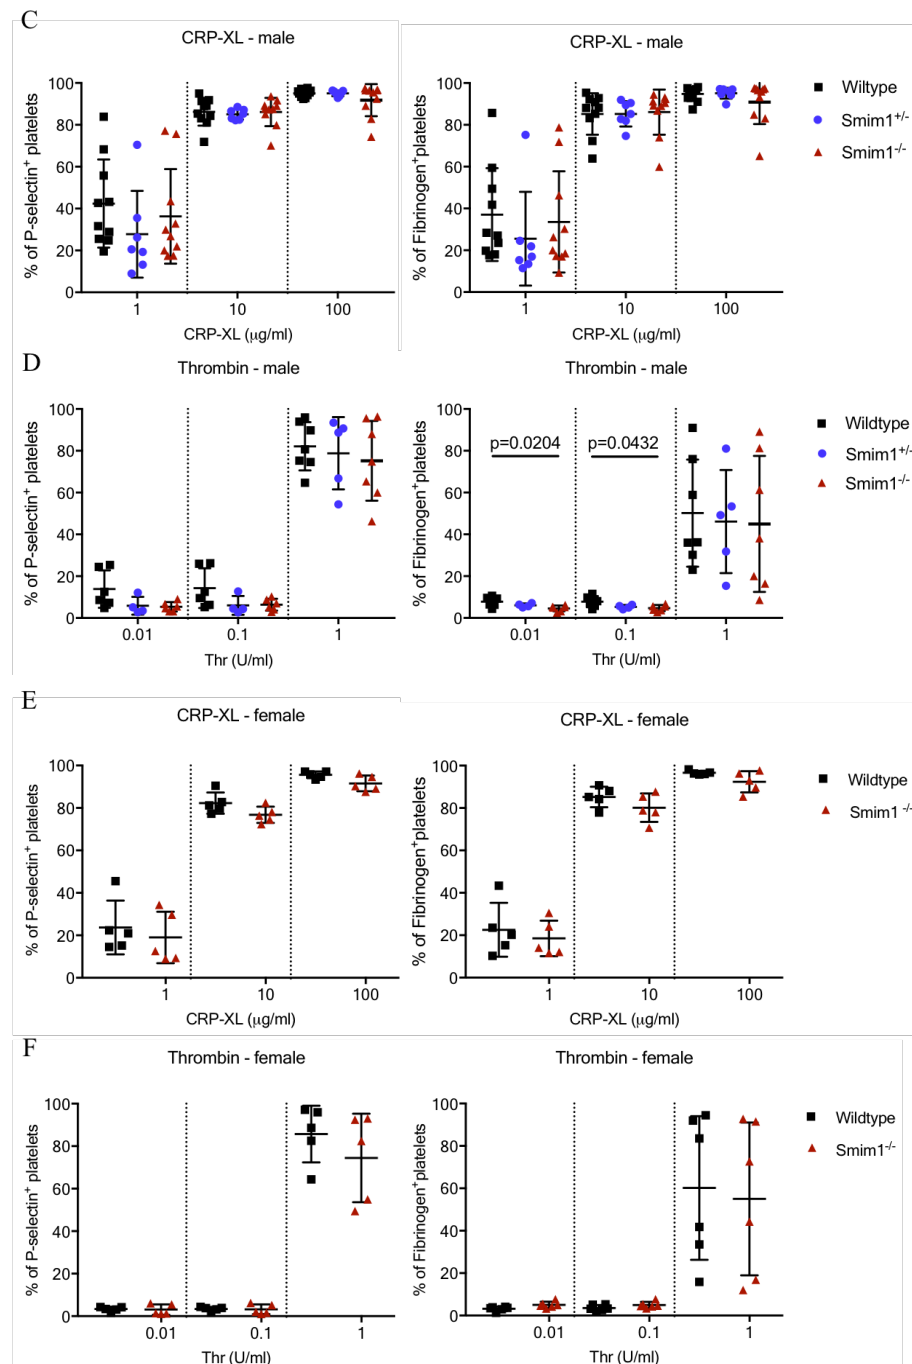 C
CRP-XL - male
% of P-selectin⁺ platelets
100
80
60
40
20
0
1 10 100
CRP-XL (μg/ml)
CRP-XL - male
% of Fibrinogen⁺platelets
100
80
60
40
20
0
1 10 100
CRP-XL (μg/ml)
Wiltype
Smim1⁺/⁻
Smim1⁻/⁻
D
Thrombin - male
% of P-selectin⁺ platelets
100
80
60
40
20
0
0.01 0.1 1
Thr (U/ml)
Thrombin - male
% of Fibrinogen⁺platelets
100
80
60
40
20
0
p=0.0204 p=0.0432
0.01 0.1 1
Thr (U/ml)
Wildtype
Smim1⁺/⁻
Smim1⁻/⁻
E
CRP-XL - female
% of P-selectin⁺ platelets
100
80
60
40
20
0
1 10 100
CRP-XL (μg/ml)
CRP-XL - female
% of Fibrinogen⁺platelets
100
80
60
40
20
0
1 10 100
CRP-XL (μg/ml)
Wildtype
Smim1⁻/⁻
F
Thrombin - female
% of P-selectin⁺ platelets
100
80
60
40
20
0
0.01 0.1 1
Thr (U/ml)
Thrombin - female
% of Fibrinogen⁺platelets
100
80
60
40
20
0
0.01 0.1 1
Thr (U/ml)
Wildtype
Smim1⁻/⁻